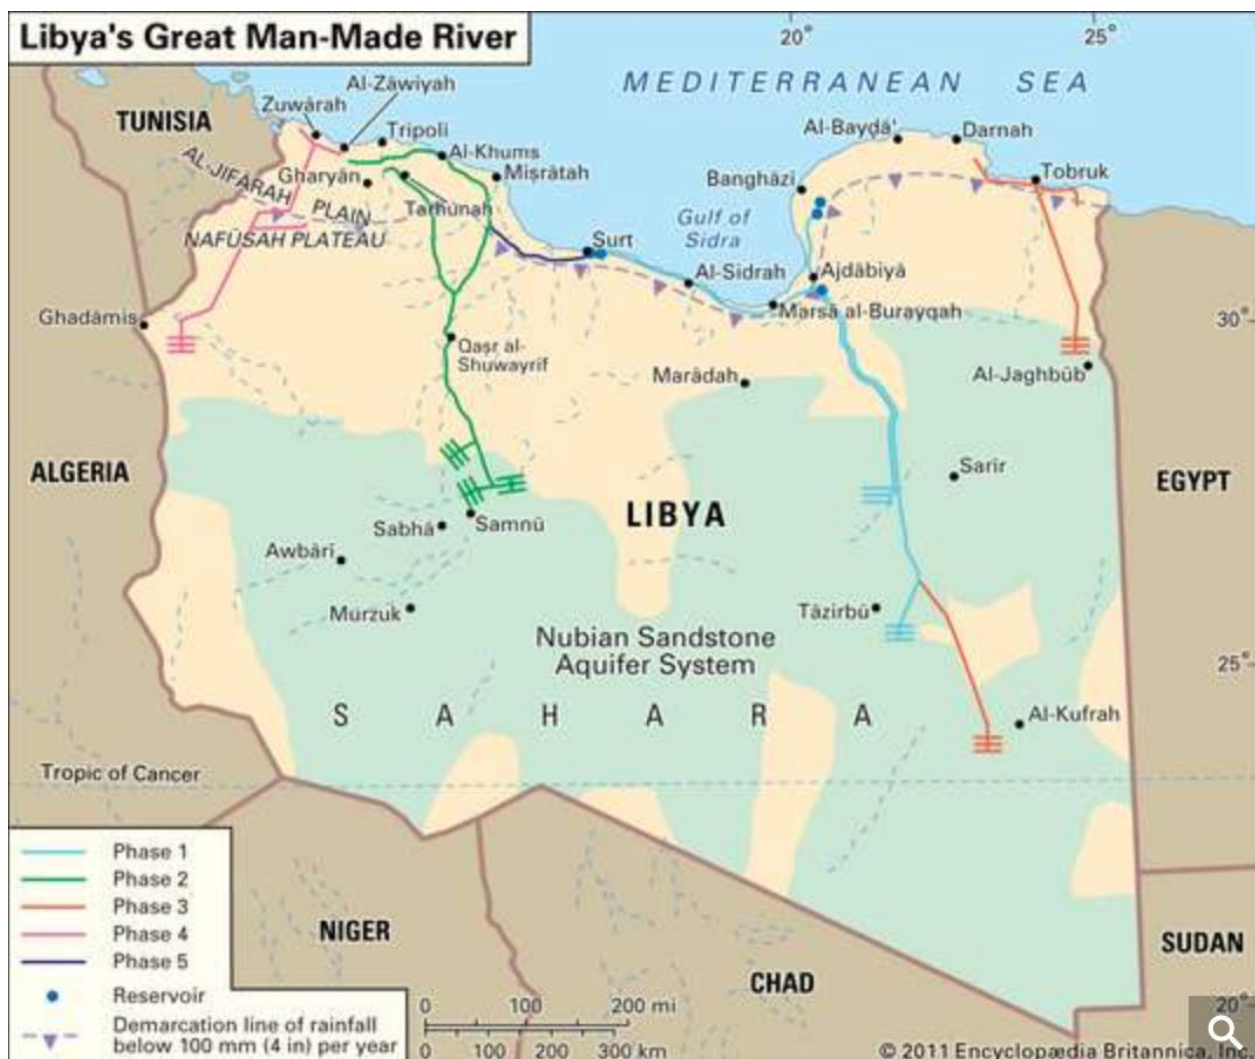 Libya's Great Man-Made River
20°
25°
MEDITERRANEAN SEA
TUNISIA
Al-Zāwiyah
Zuwārah
Tripoli
Al-Khums
Miṣrātah
Gharyān
Tarhūnah
AL-JIFĀRAH PLAIN
NAFŪSAH PLATEAU
Al-Bayḍā'
Darnah
Tobruk
Banghāzī
Gulf of
Sidra
Surt
Al-Sidrah
Ajdābiyā
Marsā al-Burayqah
Ghadāmis
30°
Qaṣr al-
Shuwayrif
Marādah
Al-Jaghbūb
ALGERIA
Sarīr
EGYPT
LIBYA
Sabhā
Samnū
Awbārī
Murzuk
Tāzirbū
Nubian Sandstone
Aquifer System
25°
SAHARA
Al-Kufrah
Tropic of Cancer
Phase 1
Phase 2
Phase 3
Phase 4
Phase 5
Reservoir
Demarcation line of rainfall
below 100 mm (4 in) per year
NIGER
CHAD
SUDAN
20°
0 100 200 mi
0 100 200 300 km
© 2011 Encyclopædia Britannica, Inc.